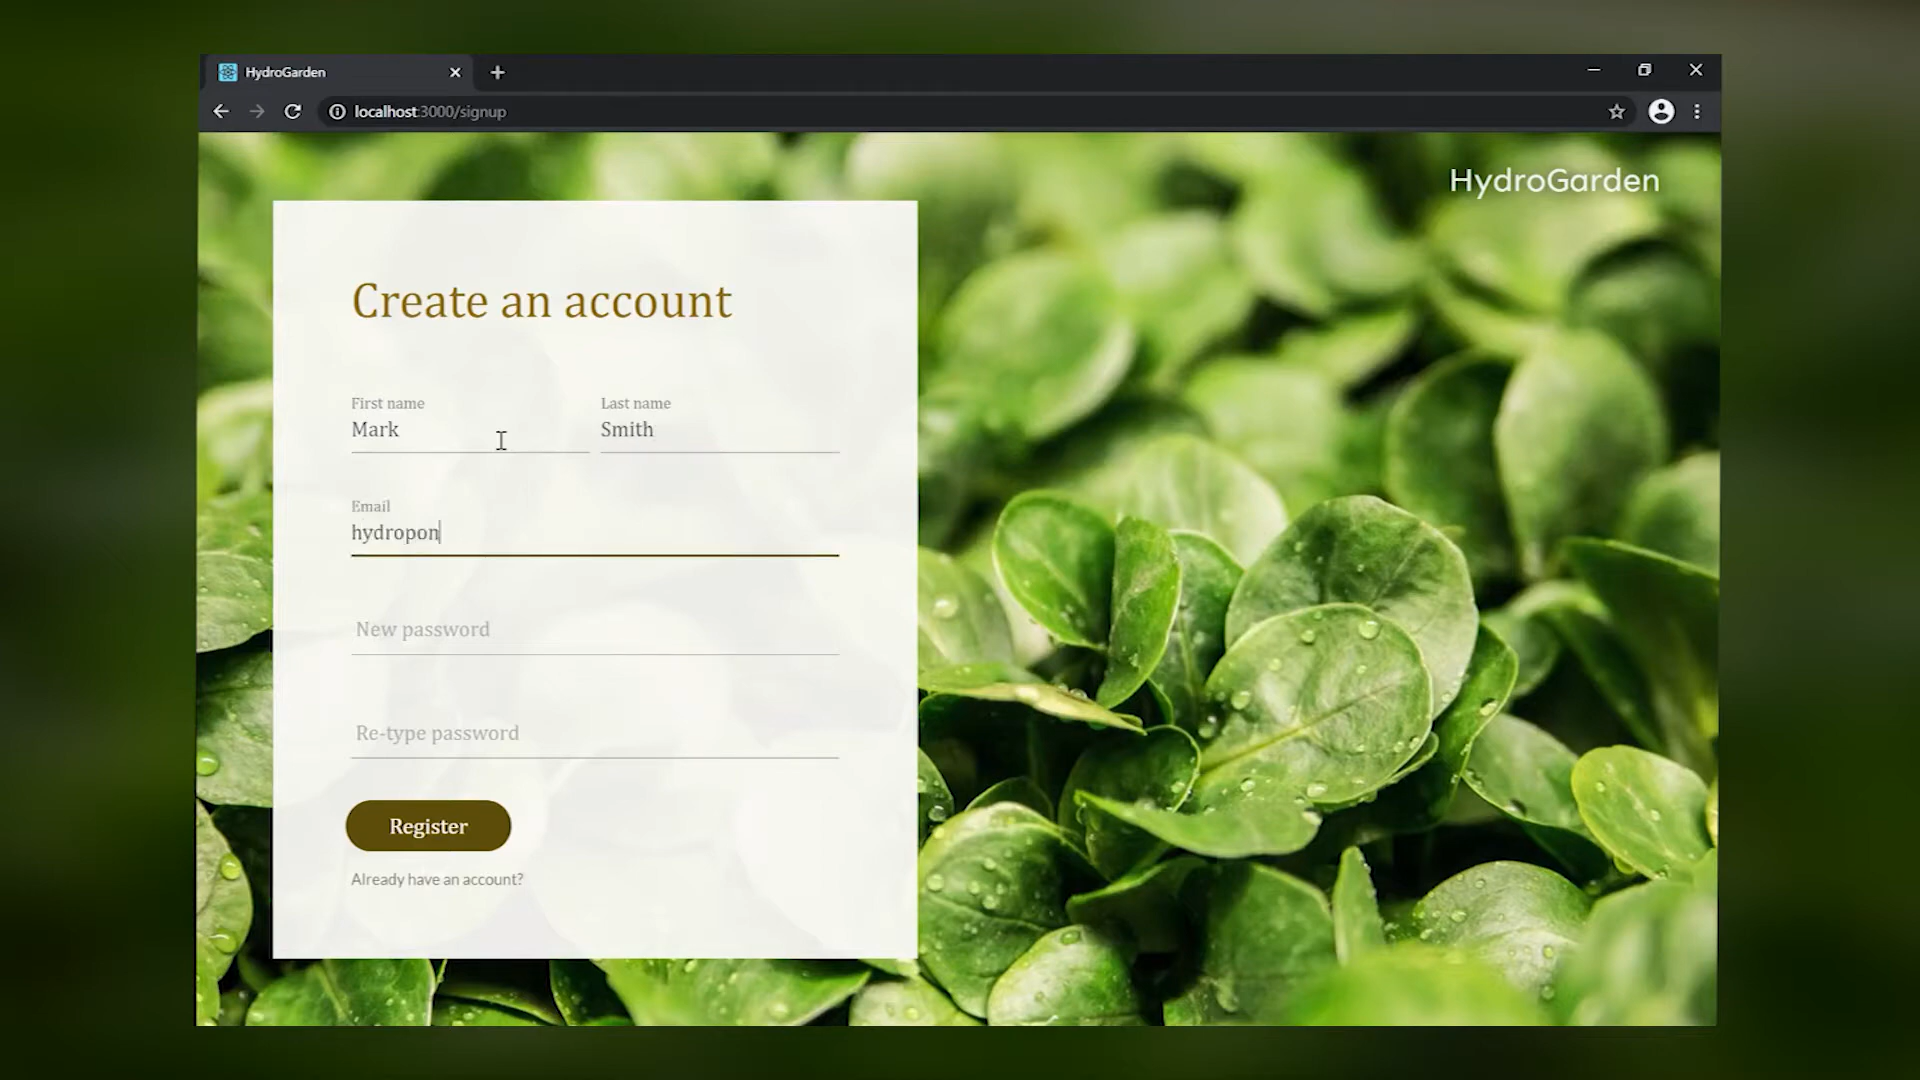 HydroGarden
localhost:3000/signup
HydroGarden
Create an account
First name
Last name
Mark
Smith
Email
hydropon
New password
Re-type password
Register
Already have an account?